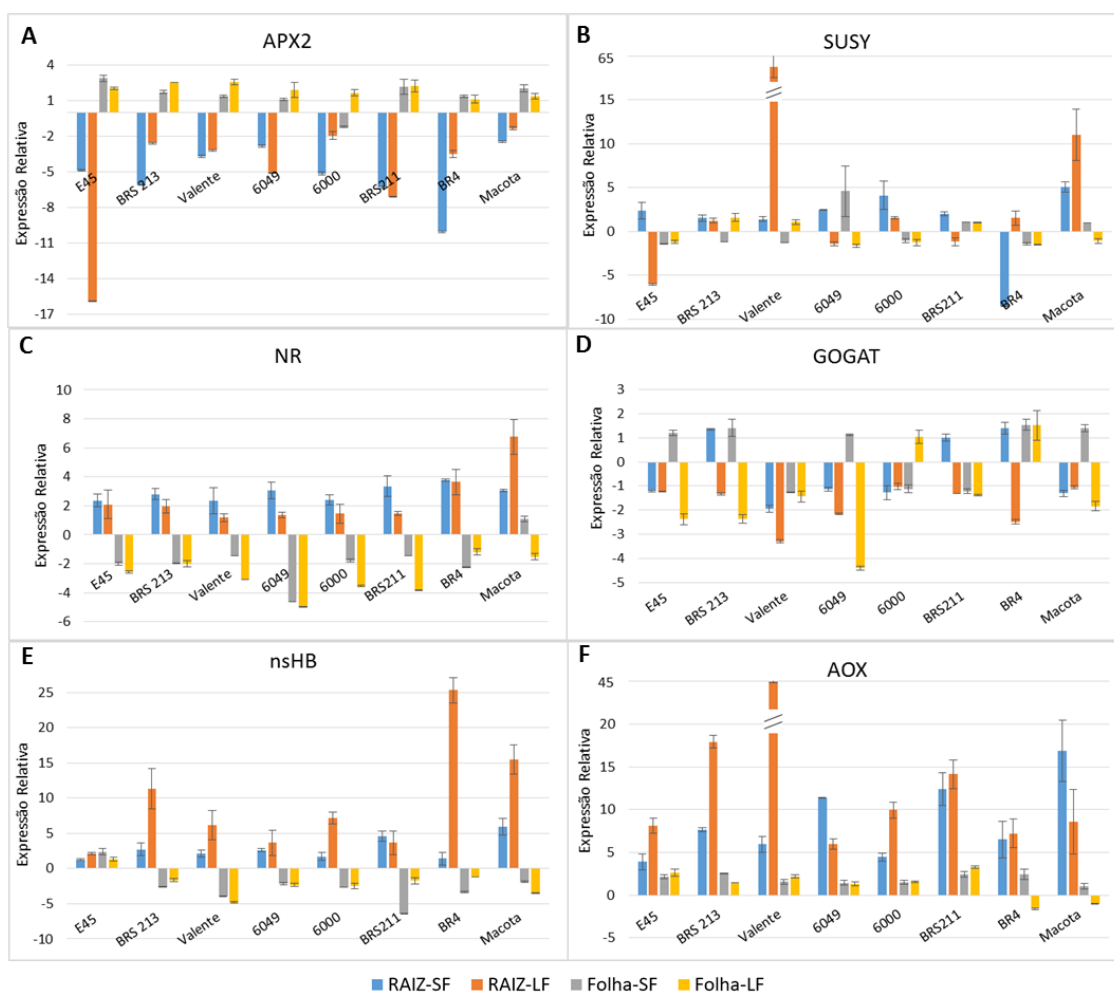 A
APX2
Expressão Relativa
4
1
-2
-5
-8
-11
-14
-17
E45
BRS 213
Valente
6049
6000
BRS211
BR4
Macota
B
SUSY
Expressão Relativa
65
15
10
5
0
-5
-10
E45
BRS 213
Valente
6049
6000
BRS211
BR4
Macota
C
NR
Expressão Relativa
10
8
6
4
2
0
-2
-4
-6
E45
BRS 213
Valente
6049
6000
BRS211
BR4
Macota
D
GOGAT
Expressão Relativa
3
2
1
0
-1
-2
-3
-4
-5
E45
BRS 213
Valente
6049
6000
BRS211
BR4
Macota
E
nsHB
Expressão Relativa
25
20
15
10
5
0
-5
-10
E45
BRS 213
Valente
6049
6000
BRS211
BR4
Macota
F
AOX
Expressão Relativa
45
20
15
10
5
0
-5
E45
BRS 213
Valente
6049
6000
BRS211
BR4
Macota
RAIZ-SF RAIZ-LF Folha-SF Folha-LF